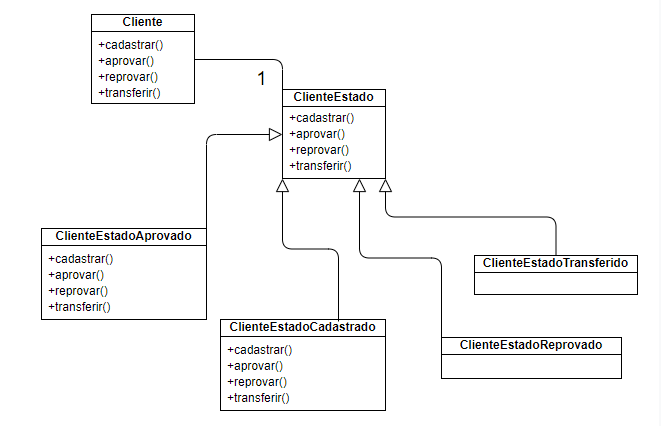 Cliente
+cadastrar()
+aprovar()
+reprovar()
+transferir()
1
ClienteEstado
+cadastrar()
+aprovar()
+reprovar()
+transferir()
ClienteEstadoAprovado
+cadastrar()
+aprovar()
+reprovar()
+transferir()
ClienteEstadoTransferido
ClienteEstadoCadastrado
+cadastrar()
+aprovar()
+reprovar()
+transferir()
ClienteEstadoReprovado